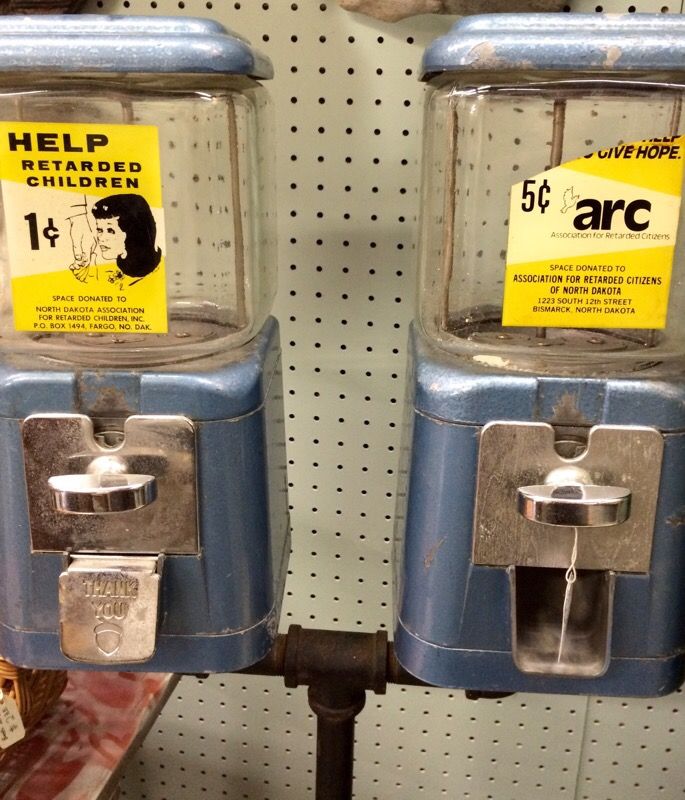 HELP
RETARDED
CHILDREN
1¢
SPACE DONATED TO
NORTH DAKOTA ASSOCIATION
FOR RETARDED CHILDREN, INC.
P.O. BOX 1494, FARGO, NO. DAK.
THANK
YOU
HELP
GIVE HOPE.
5¢
arc
Association for Retarded Citizens
SPACE DONATED TO
ASSOCIATION FOR RETARDED CITIZENS
OF NORTH DAKOTA
1223 SOUTH 12th STREET
BISMARCK, NORTH DAKOTA